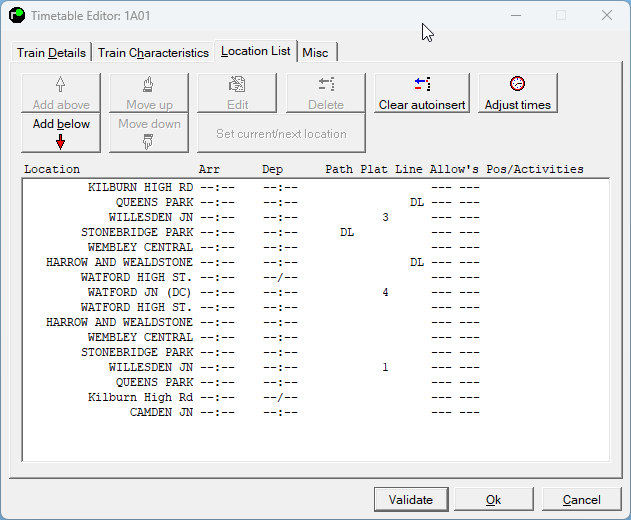 Timetable Editor: 1A01
Train Details Train Characteristics Location List Misc
Add above Move up Edit Delete Clear autoinsert Adjust times
Add below Move down Set current/next location
Location Arr Dep Path Plat Line Allow's Pos/Activities
KILBURN HIGH RD --:-- --:-- --- ---
QUEENS PARK --:-- --:-- DL --- ---
WILLESDEN JN --:-- --:-- 3 --- ---
STONEBRIDGE PARK --:-- --:-- DL --- ---
WEMBLEY CENTRAL --:-- --:-- --- ---
HARROW AND WEALDSTONE --:-- --:-- DL --- ---
WATFORD HIGH ST. --:-- --/-- --- ---
WATFORD JN (DC) --:-- --:-- 4 --- ---
WATFORD HIGH ST. --:-- --:-- --- ---
HARROW AND WEALDSTONE --:-- --:-- --- ---
WEMBLEY CENTRAL --:-- --:-- --- ---
STONEBRIDGE PARK --:-- --:-- --- ---
WILLESDEN JN --:-- --:-- 1 --- ---
QUEENS PARK --:-- --:-- --- ---
Kilburn High Rd --:-- --/-- --- ---
CAMDEN JN --:-- --:-- --- ---
Validate Ok Cancel